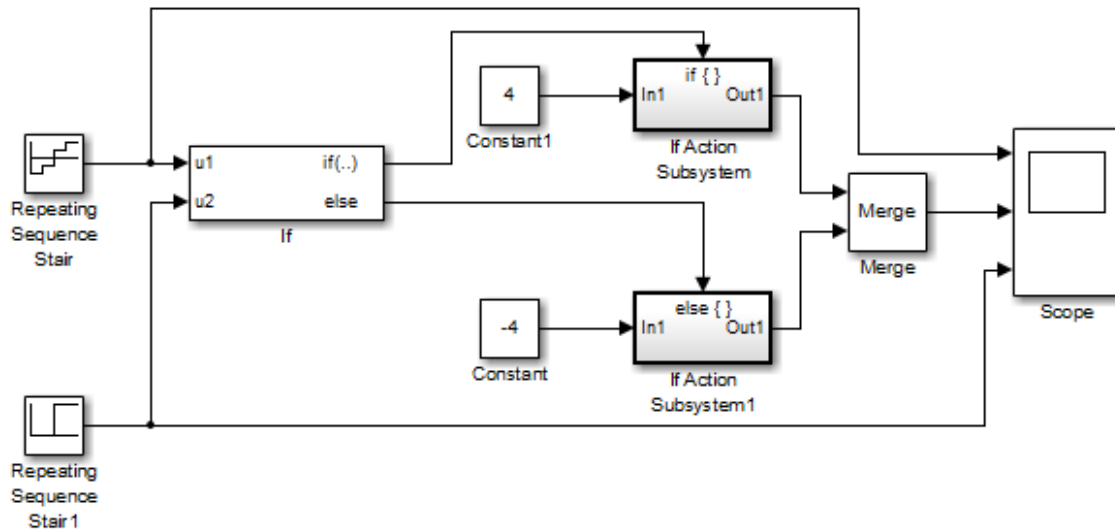 if { }
In1
Out1
4
Constant1
If Action
Subsystem
u1
if(..)
u2
else
If
Repeating
Sequence
Stair
Merge
Merge
Scope
else { }
In1
Out1
-4
Constant
If Action
Subsystem1
Repeating
Sequence
Stair1